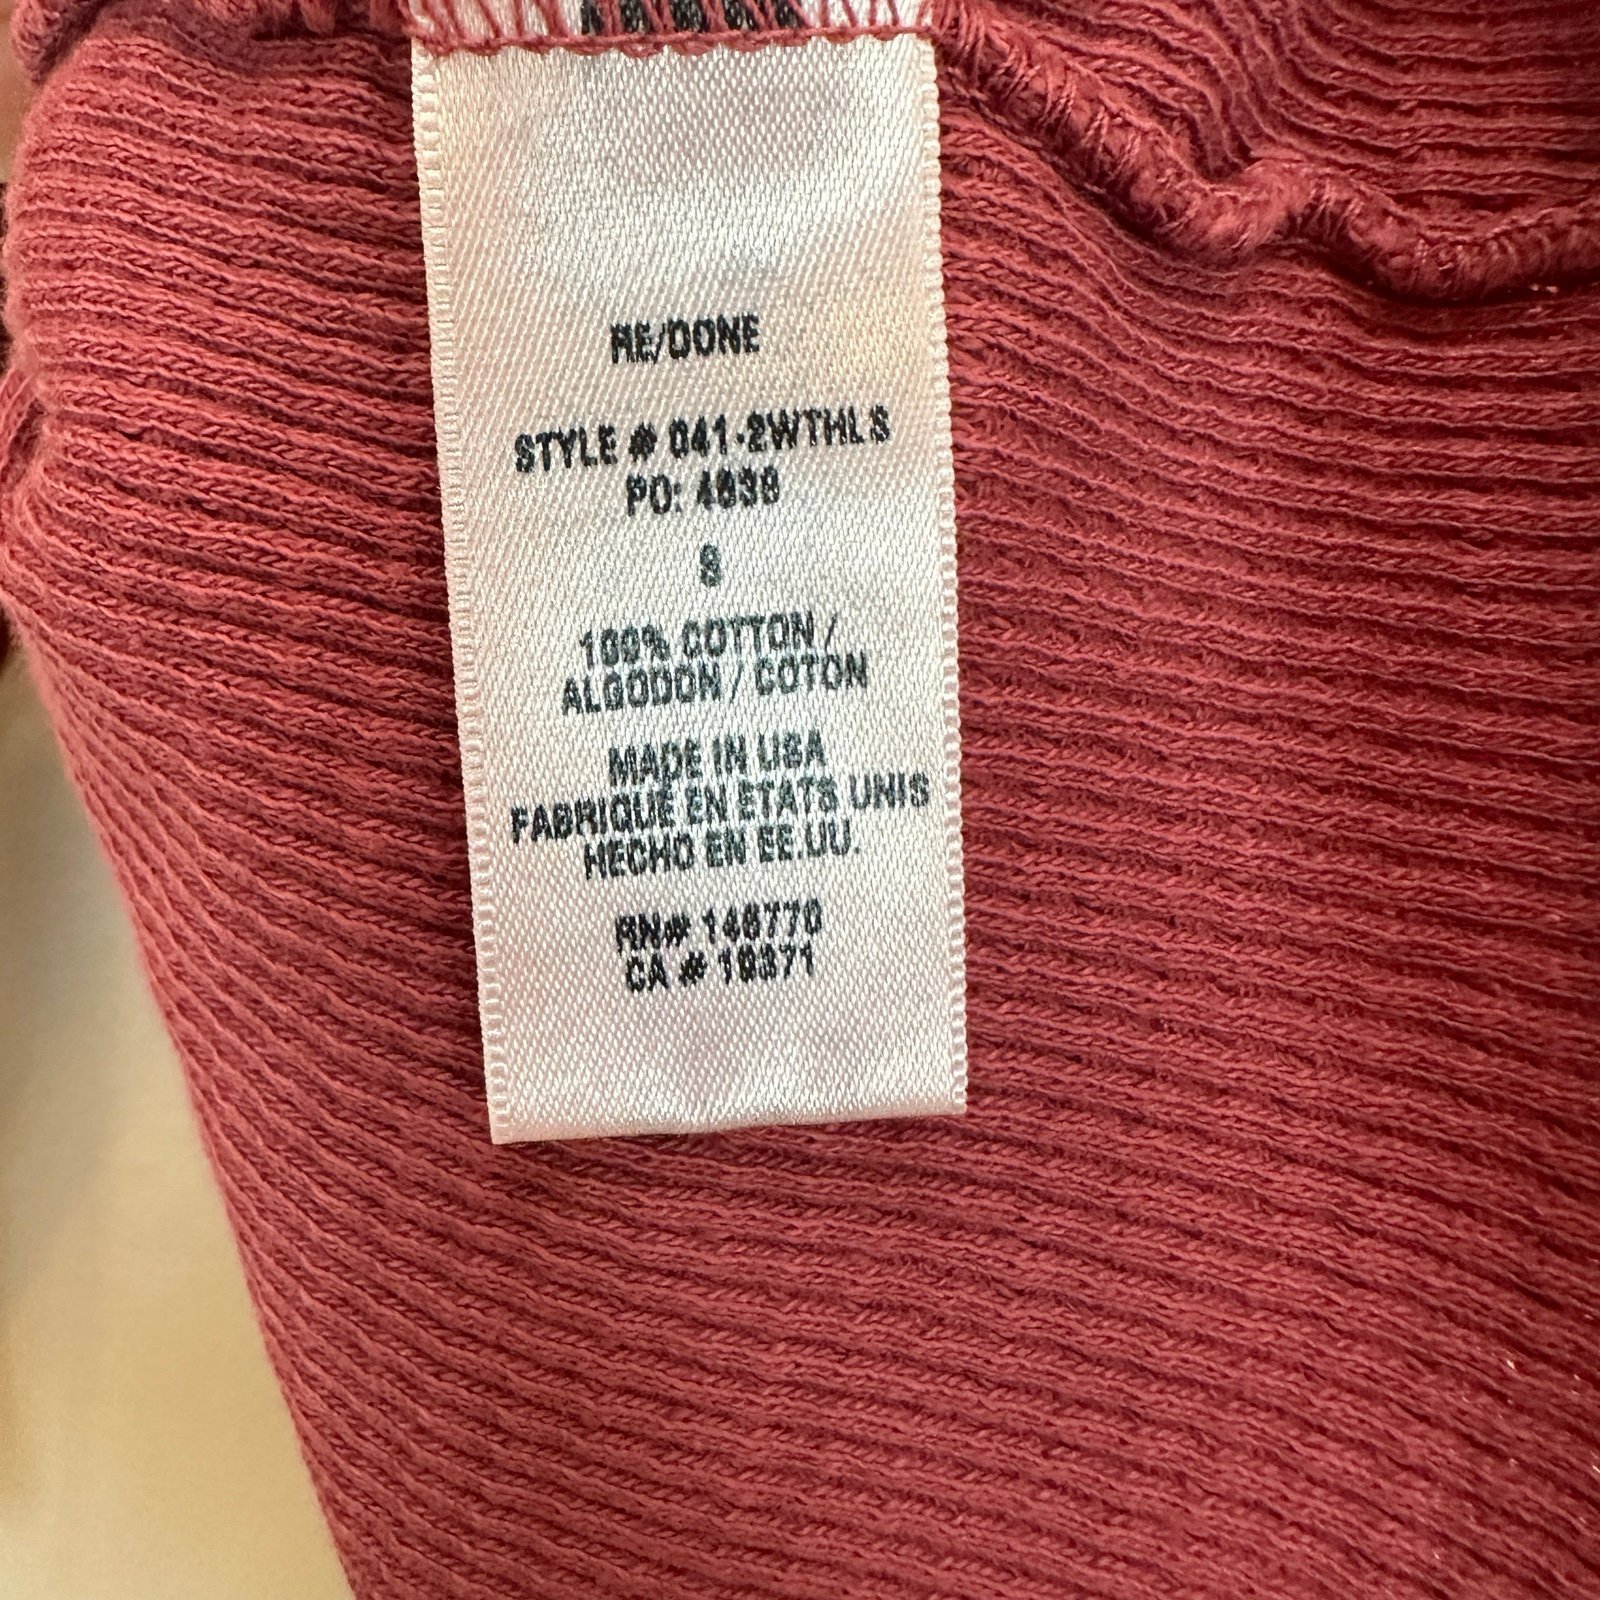 RE/DONE
STYLE # 041-2WTHLS
PO: 4839
S
100% COTTON /
ALGODON / COTON
MADE IN USA
FABRIQUE EN ETATS UNIS
HECHO EN EE.UU.
RN# 146770
CA # 19371